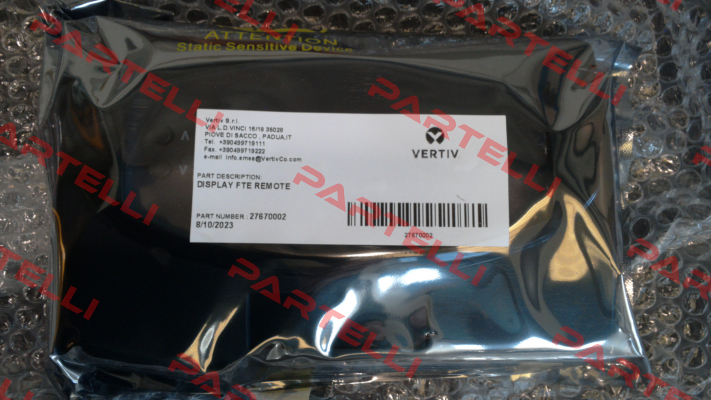 ATTENTION
Static Sensitive Device
Vertiv S.r.l.
VIA L.D.VINCI 16/18 35028
PIOVE DI SACCO , PADUA,IT
Tel. +390499719111
Fax. +390499719222
e-mail info.emea@VertivCo.com
PART DESCRIPTION:
DISPLAY FTE REMOTE
PART NUMBER : 27670002
8/10/2023
VERTIV
27670002
PARTELLI
PARTELLI
PARTELLI
PARTELLI
PARTELLI
PARTELLI
PARTELLI